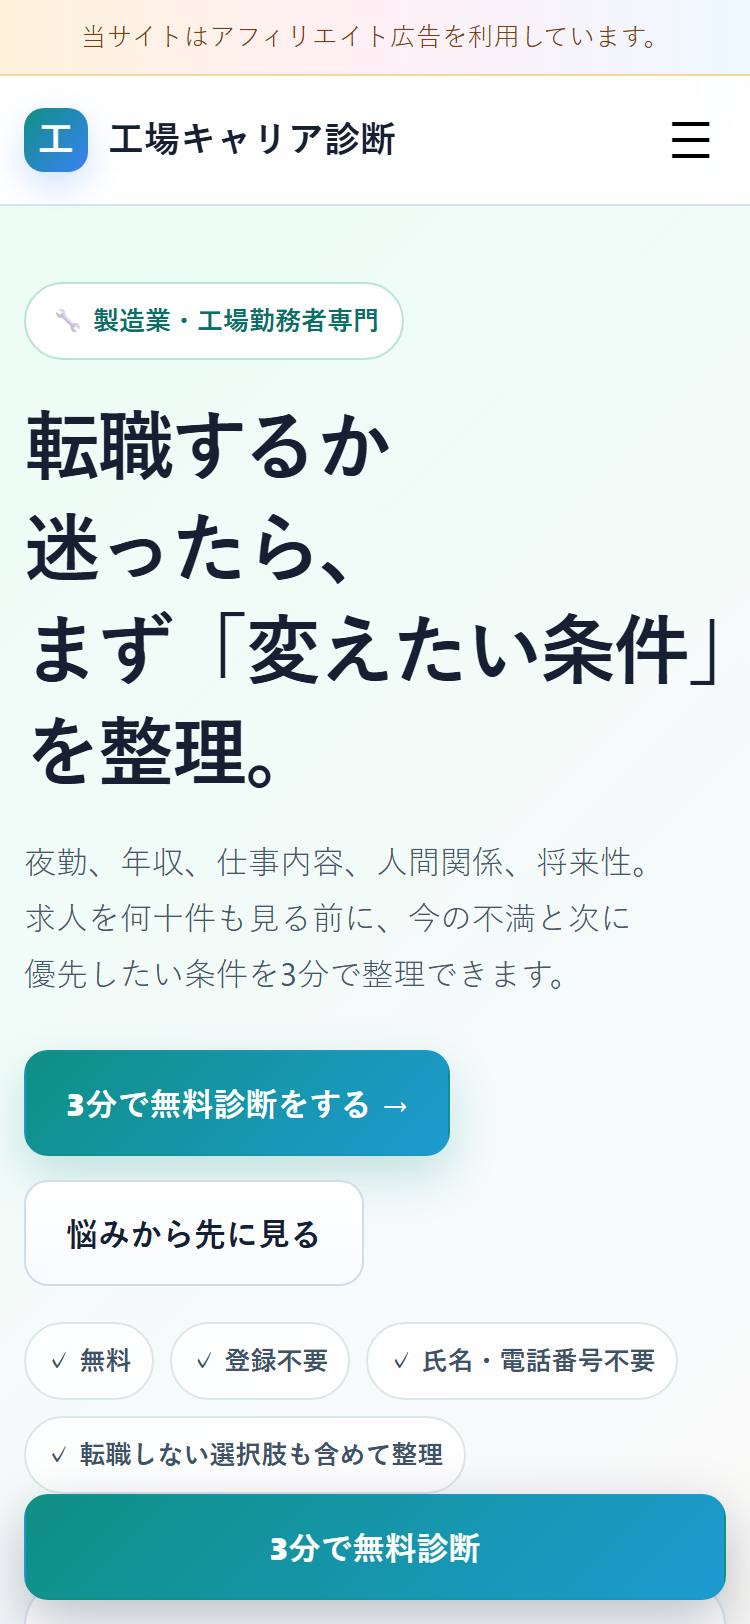 当サイトはアフィリエイト広告を利用しています。
工 工場キャリア診断
製造業・工場勤務者専門
転職するか
迷ったら、
まず「変えたい条件」
を整理。
夜勤、年収、仕事内容、人間関係、将来性。
求人を何十件も見る前に、今の不満と次に
優先したい条件を3分で整理できます。
3分で無料診断をする →
悩みから先に見る
✓ 無料 ✓ 登録不要 ✓ 氏名・電話番号不要
✓ 転職しない選択肢も含めて整理
3分で無料診断